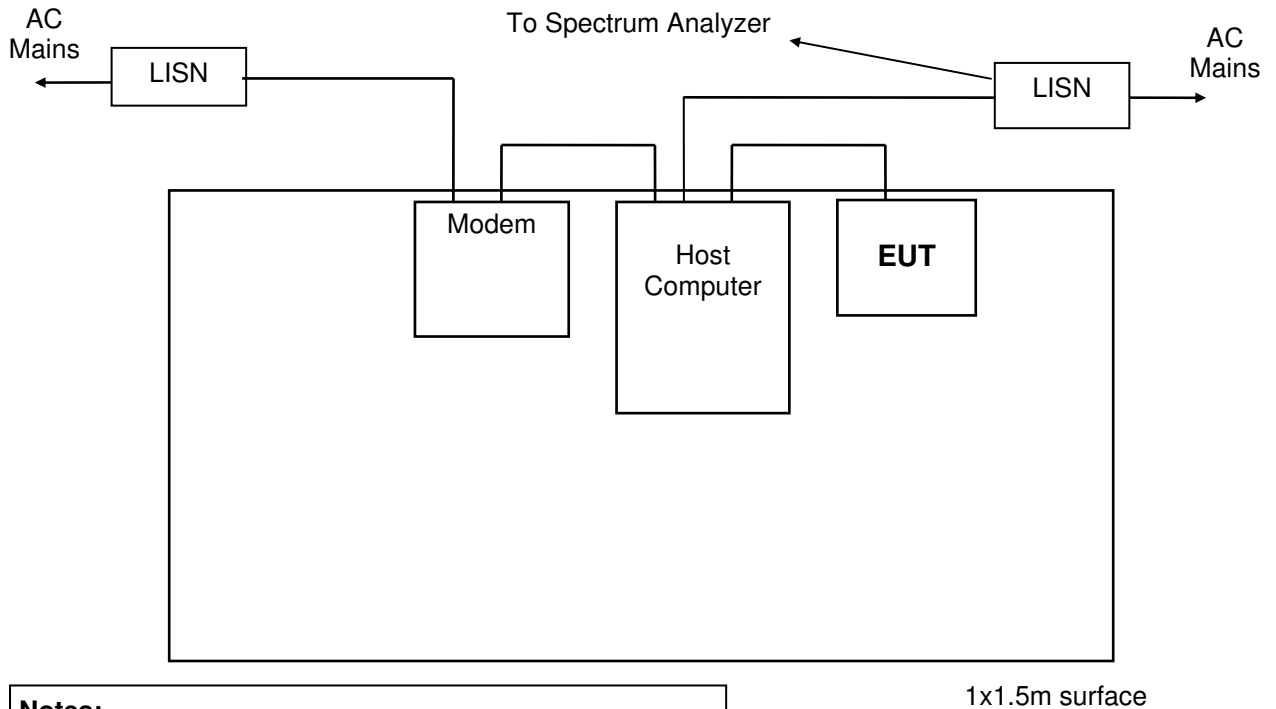 AC
Mains
LISN
To Spectrum Analyzer
LISN
AC
Mains
Modem
Host
Computer
EUT
1x1.5m surface
Notes: